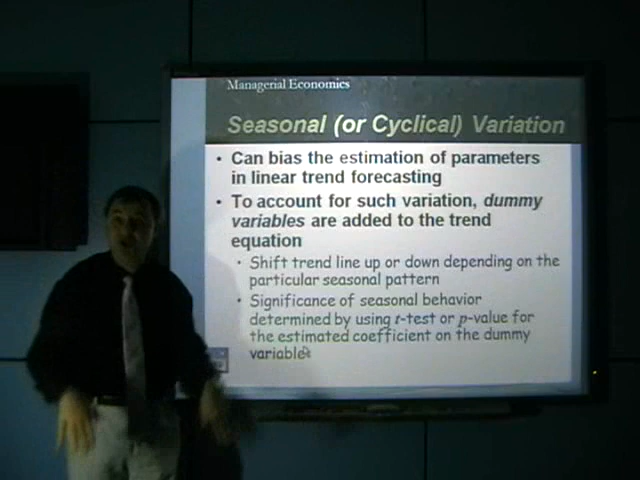 Managerial Economics
Seasonal (or Cyclical) Variation
• Can bias the estimation of parameters
in linear trend forecasting
• To account for such variation, dummy
variables are added to the trend
equation
• Shift trend line up or down depending on the
particular seasonal pattern
• Significance of seasonal behavior
determined by using t-test or p-value for
the estimated coefficient on the dummy
variable